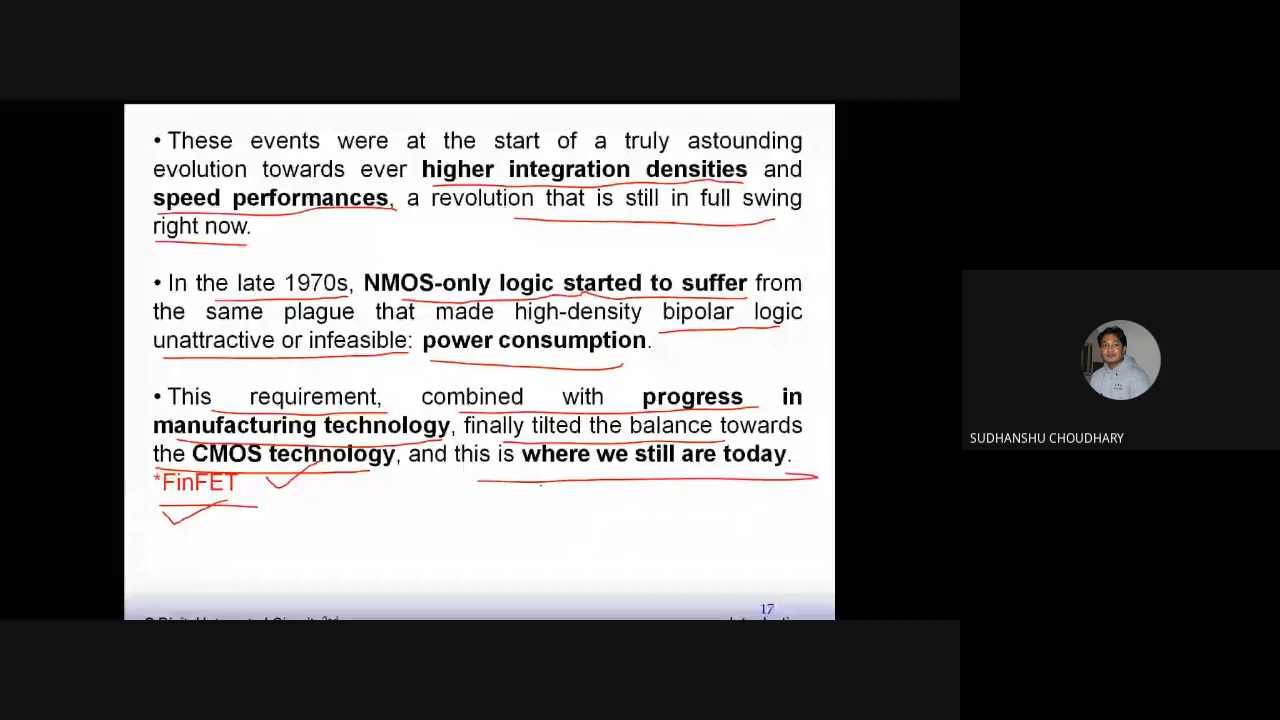 • These events were at the start of a truly astounding
evolution towards ever higher integration densities and
speed performances, a revolution that is still in full swing
right now.
• In the late 1970s, NMOS-only logic started to suffer from
the same plague that made high-density bipolar logic
unattractive or infeasible: power consumption.
• This requirement, combined with progress in
manufacturing technology, finally tilted the balance towards
the CMOS technology, and this is where we still are today.
*FinFET
17
SUDHANSHU CHOUDHARY